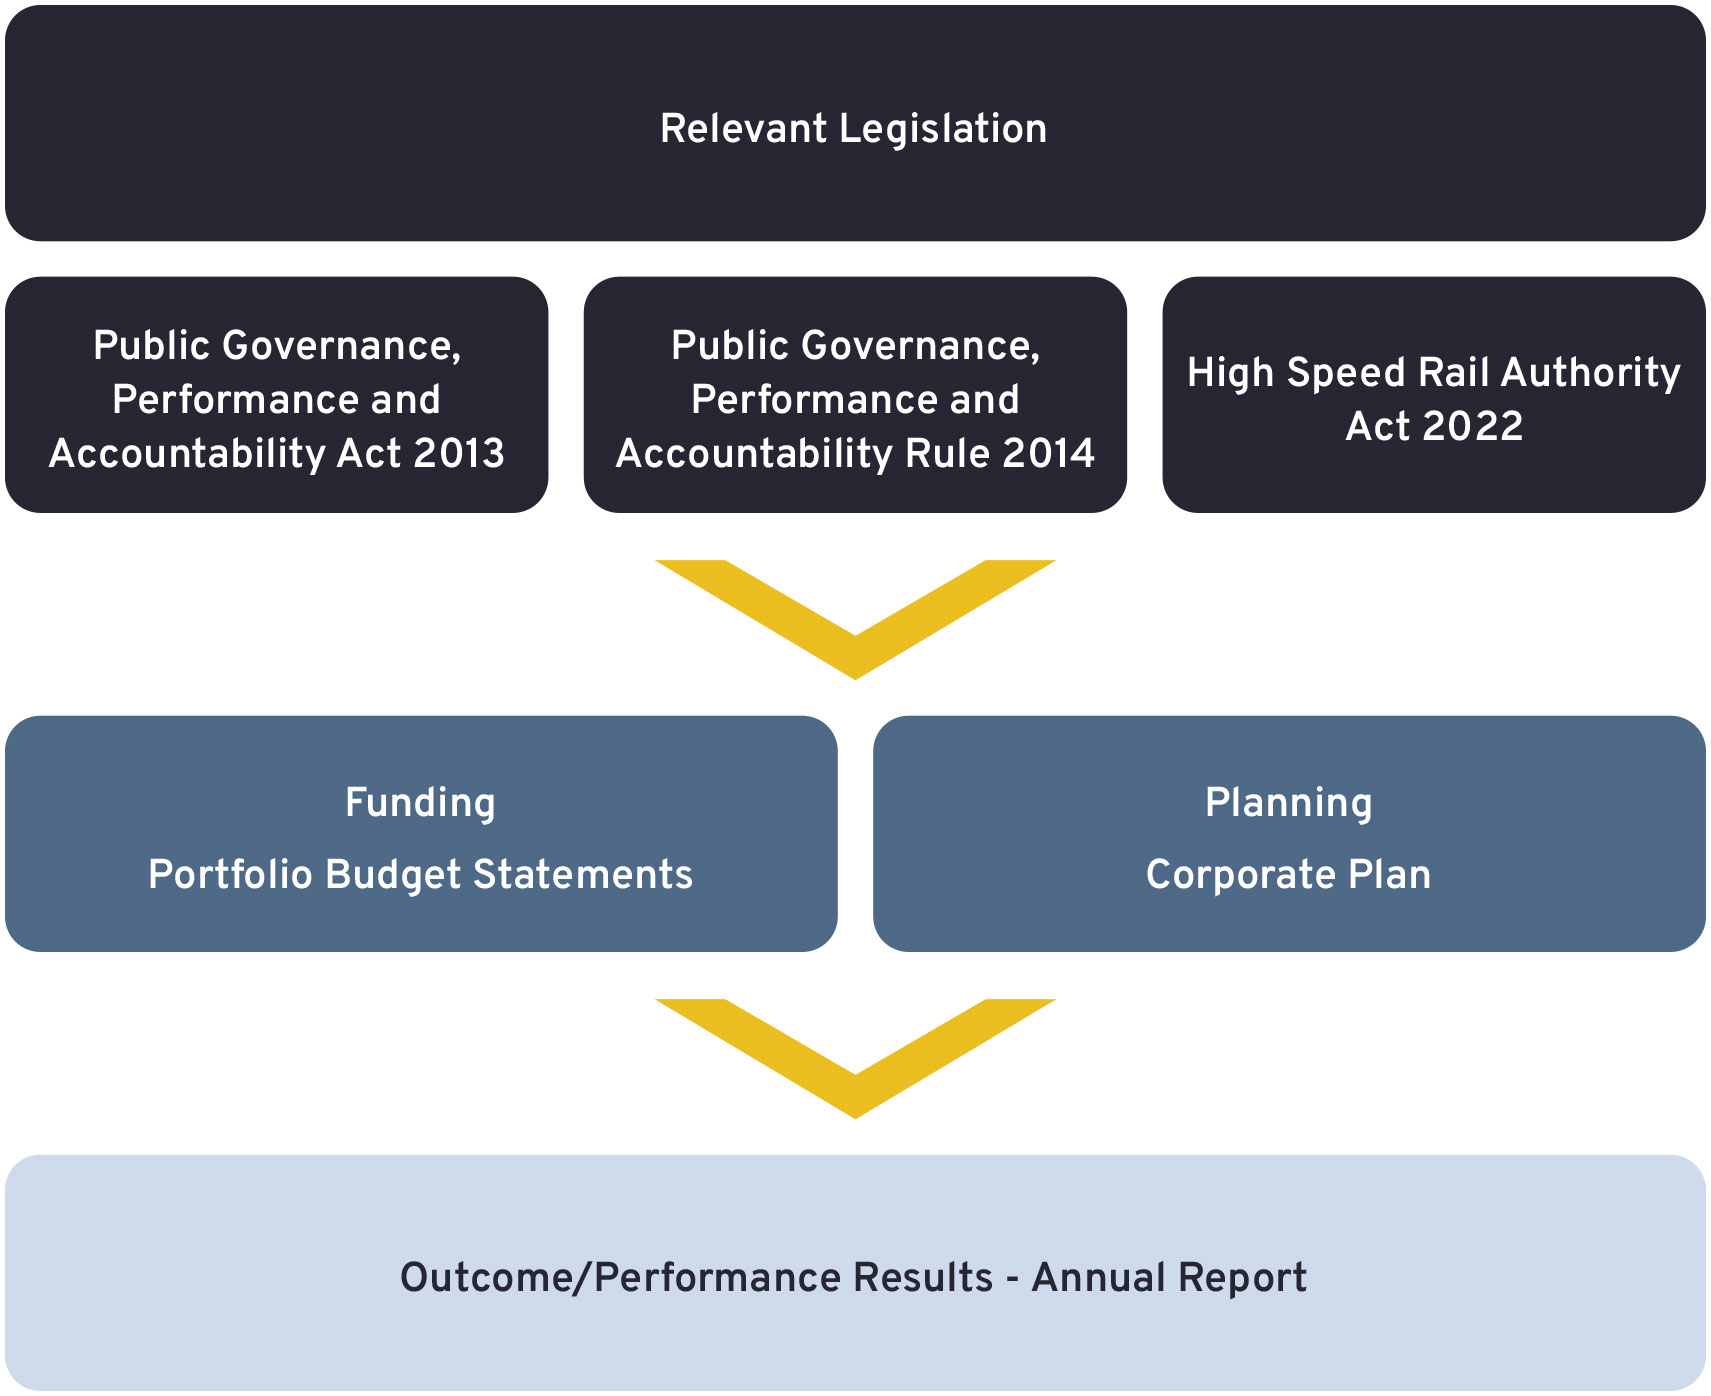 Relevant Legislation
Public Governance,
Performance and
Accountability Act 2013
Public Governance,
Performance and
Accountability Rule 2014
High Speed Rail Authority
Act 2022
Funding
Portfolio Budget Statements
Planning
Corporate Plan
Outcome/Performance Results - Annual Report